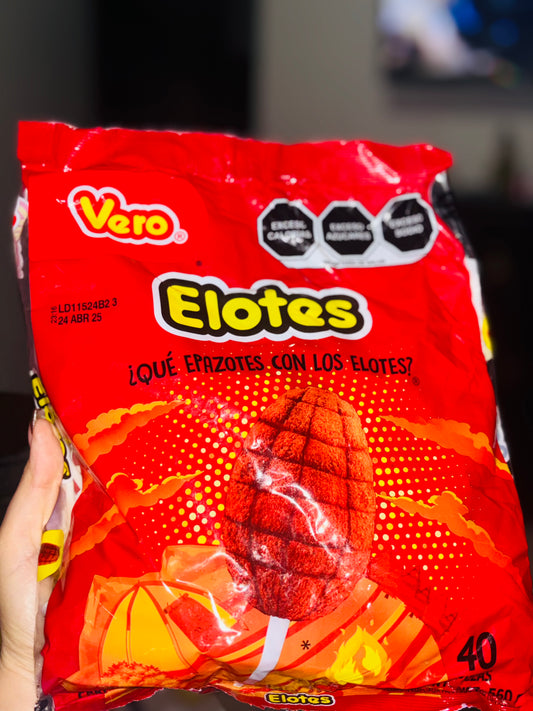 Vero®
EXCESO CALORÍAS
EXCESO AZÚCARES
EXCESO SODIO
Elotes
LD11524B2 3
24 ABR 25
¿QUÉ EPAZOTES CON LOS ELOTES?®
*
40
Elotes